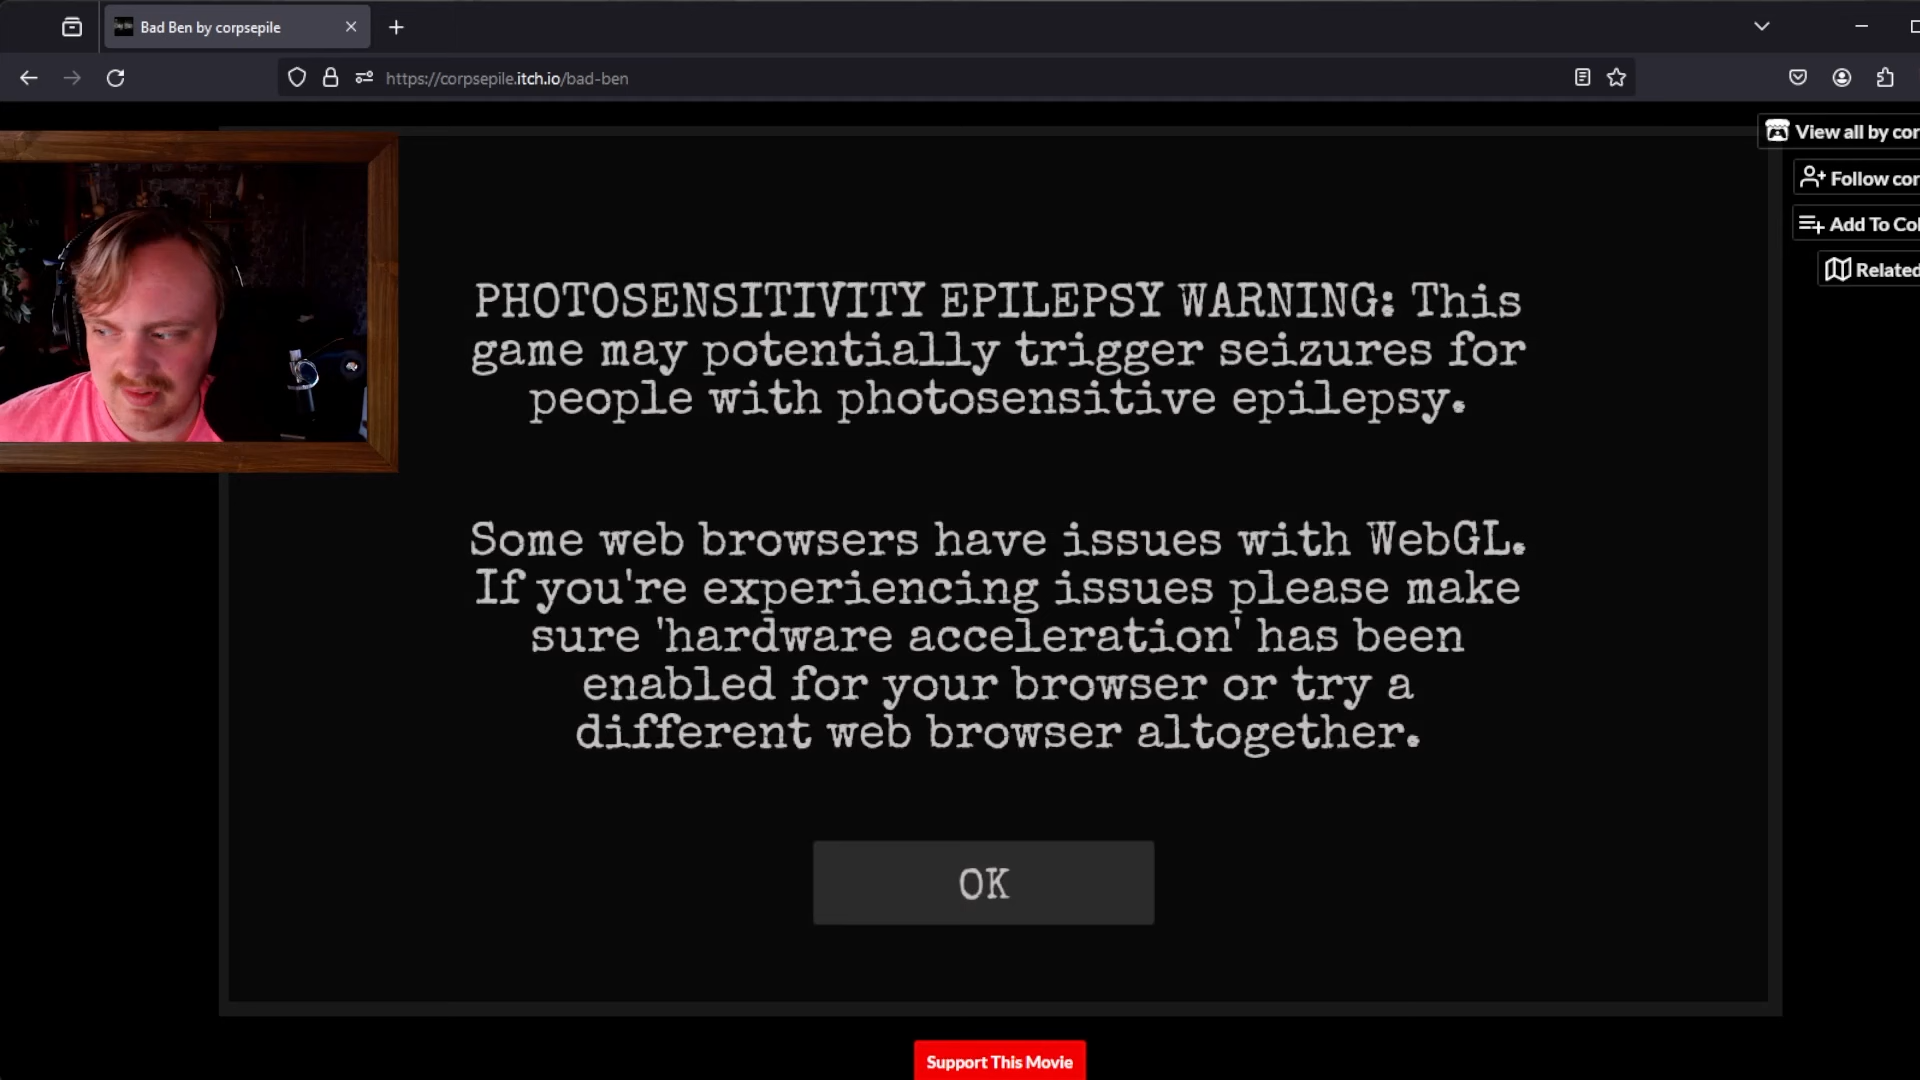 Bad Ben by corpsepile
https://corpsepile.itch.io/bad-ben
View all by cor
Follow cor
Add To Col
Related
PHOTOSENSITIVITY EPILEPSY WARNING: This
game may potentially trigger seizures for
people with photosensitive epilepsy.
Some web browsers have issues with WebGL.
If you're experiencing issues please make
sure 'hardware acceleration' has been
enabled for your browser or try a
different web browser altogether.
OK
Support This Movie